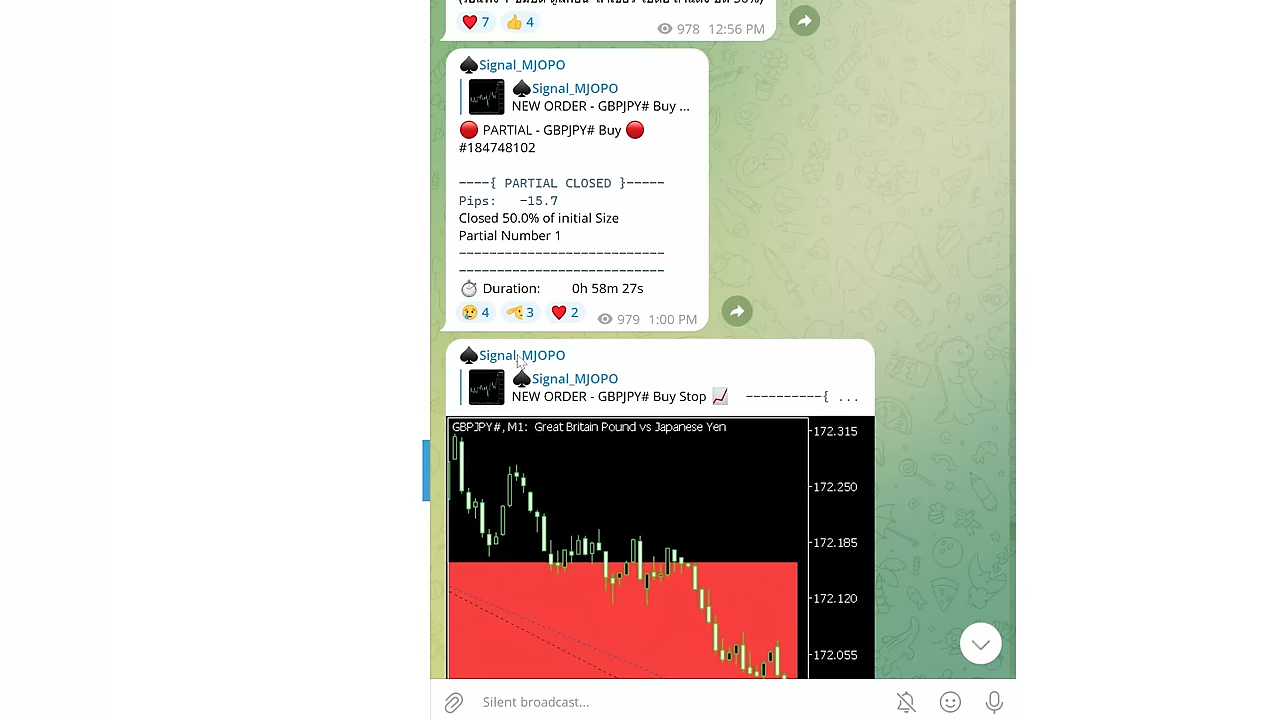 7 4 978 12:56 PM
Signal_MJOPO
Signal_MJOPO
NEW ORDER - GBPJPY# Buy ...
PARTIAL - GBPJPY# Buy
#184748102
----{ PARTIAL CLOSED }-----
Pips: -15.7
Closed 50.0% of initial Size
Partial Number 1
---------------------------
---------------------------
Duration: 0h 58m 27s
4 3 2 979 1:00 PM
Signal_MJOPO
Signal_MJOPO
NEW ORDER - GBPJPY# Buy Stop ----------{ ...
GBPJPY#, M1: Great Britain Pound vs Japanese Yen
172.315
172.250
172.185
172.120
172.055
Silent broadcast...